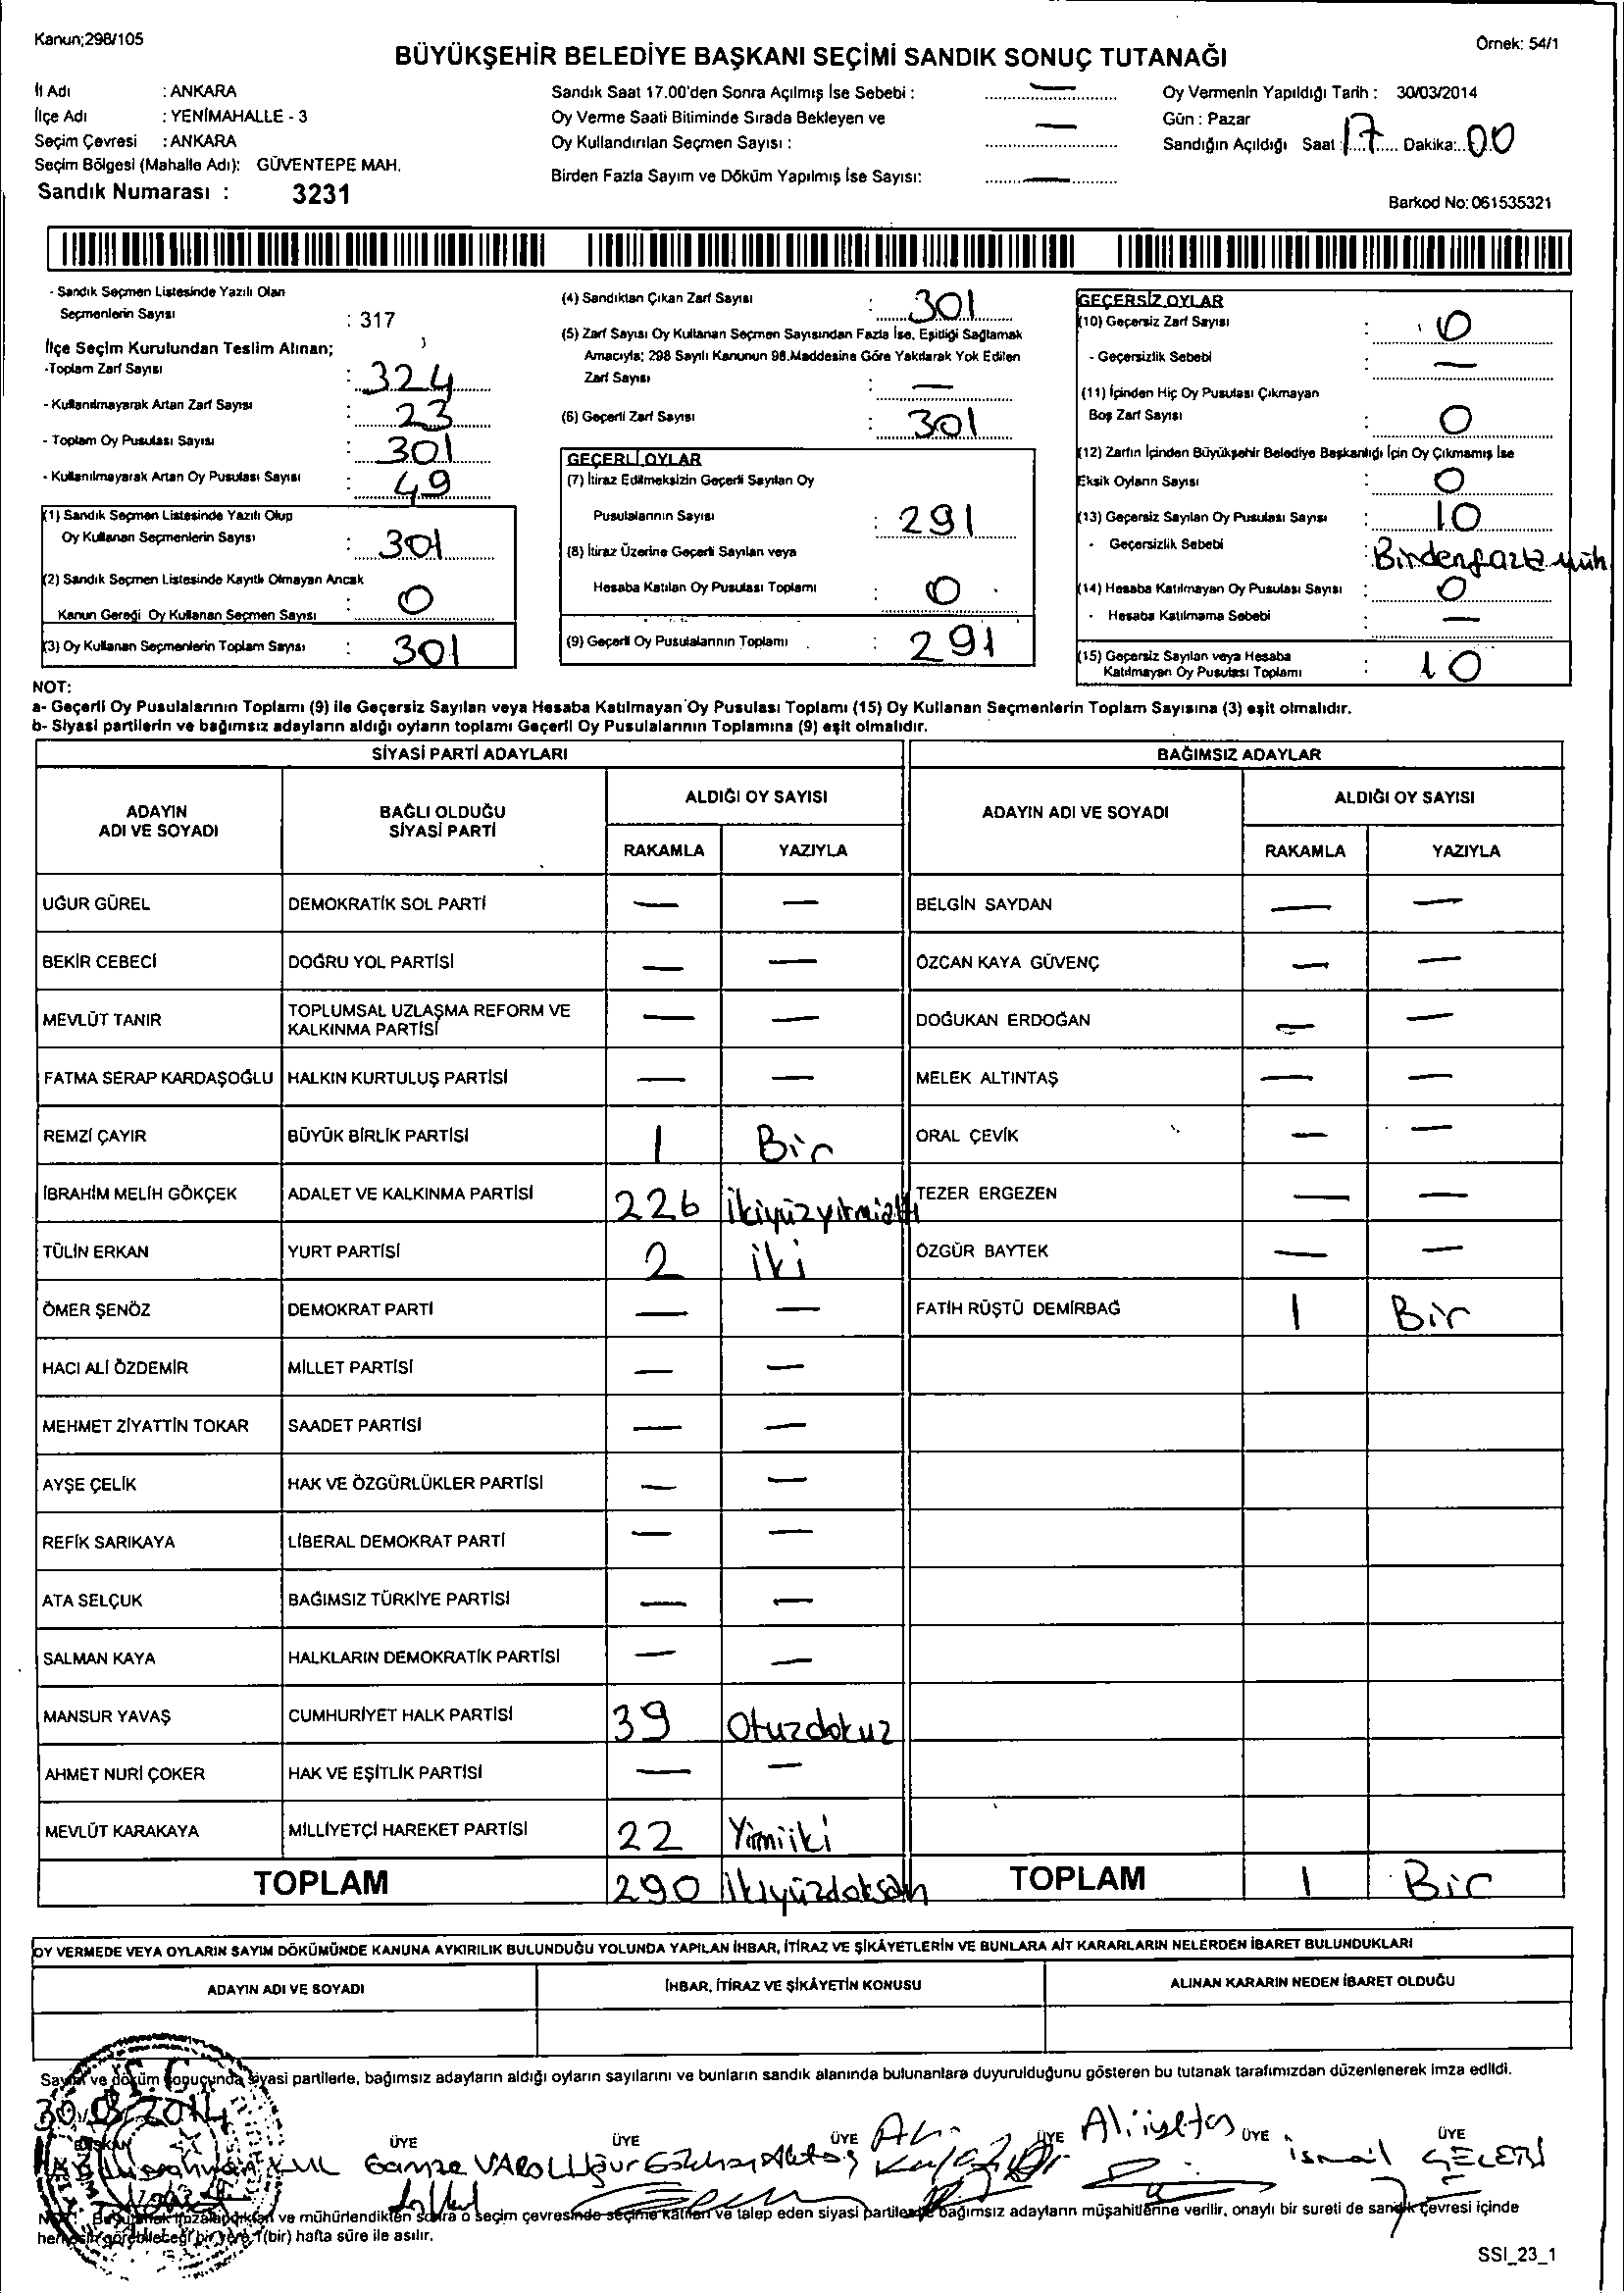 Kanun;298/105
Örnek: 54/1
BÜYÜKŞEHİR BELEDİYE BAŞKANI SEÇİMİ SANDIK SONUÇ TUTANAĞI
İl Adı : ANKARA
İlçe Adı : YENİMAHALLE - 3
Seçim Çevresi : ANKARA
Seçim Bölgesi (Mahalle Adı): GÜVENTEPE MAH.
Sandık Numarası : 3231
Sandık Saat 17.00'den Sonra Açılmış İse Sebebi : —
Oy Verme Saati Bitiminde Sırada Bekleyen ve
Oy Kullandırılan Seçmen Sayısı : —
Birden Fazla Sayım ve Döküm Yapılmış İse Sayısı: —
Oy Vermenin Yapıldığı Tarih : 30/03/2014
Gün : Pazar
Sandığın Açıldığı Saat : 17 Dakika: 00
Barkod No: 061535321
- Sandık Seçmen Listesinde Yazılı Olan
Seçmenlerin Sayısı : 317
İlçe Seçim Kurulundan Teslim Alınan;
-Toplam Zarf Sayısı : 324
- Kullanılmayarak Artan Zarf Sayısı : 23
- Toplam Oy Pusulası Sayısı : 301
- Kullanılmayarak Artan Oy Pusulası Sayısı : 49
(1) Sandık Seçmen Listesinde Yazılı Olup
Oy Kullanan Seçmenlerin Sayısı : 301
(2) Sandık Seçmen Listesinde Kayıtlı Olmayan Ancak
Kanun Gereği Oy Kullanan Seçmen Sayısı : 0
(3) Oy Kullanan Seçmenlerin Toplam Sayısı : 301
(4) Sandıktan Çıkan Zarf Sayısı : 301
(5) Zarf Sayısı Oy Kullanan Seçmen Sayısından Fazla İse, Eşitliği Sağlamak
Amacıyla; 298 Sayılı Kanunun 98.Maddesine Göre Yakılarak Yok Edilen
Zarf Sayısı : —
(6) Geçerli Zarf Sayısı : 301
GEÇERLİ OYLAR
(7) İtiraz Edilmeksizin Geçerli Sayılan Oy
Pusulalarının Sayısı : 291
(8) İtiraz Üzerine Geçerli Sayılan veya
Hesaba Katılan Oy Pusulası Toplamı : 0
(9) Geçerli Oy Pusulalarının Toplamı : 291
GEÇERSİZ OYLAR
(10) Geçersiz Zarf Sayısı : 0
- Geçersizlik Sebebi : —
(11) İçinden Hiç Oy Pusulası Çıkmayan
Boş Zarf Sayısı : 0
(12) Zarfın İçinden Büyükşehir Belediye Başkanlığı İçin Oy Çıkmamış İse
Eksik Oyların Sayısı : 0
(13) Geçersiz Sayılan Oy Pusulası Sayısı : 10
- Geçersizlik Sebebi : Birdenfazla müh
(14) Hesaba Katılmayan Oy Pusulası Sayısı : 0
- Hesaba Katılmama Sebebi : —
(15) Geçersiz Sayılan veya Hesaba
Katılmayan Oy Pusulası Toplamı : 10
NOT:
a- Geçerli Oy Pusulalarının Toplamı (9) ile Geçersiz Sayılan veya Hesaba Katılmayan Oy Pusulası Toplamı (15) Oy Kullanan Seçmenlerin Toplam Sayısına (3) eşit olmalıdır.
b- Siyasi partilerin ve bağımsız adayların aldığı oyların toplamı Geçerli Oy Pusulalarının Toplamına (9) eşit olmalıdır.
SİYASİ PARTİ ADAYLARI BAĞIMSIZ ADAYLAR
ADAYIN ADI VE SOYADI BAĞLI OLDUĞU SİYASİ PARTİ ALDIĞI OY SAYISI ADAYIN ADI VE SOYADI ALDIĞI OY SAYISI
RAKAMLA YAZIYLA RAKAMLA YAZIYLA
UĞUR GÜREL DEMOKRATİK SOL PARTİ — — BELGİN SAYDAN — —
BEKİR CEBECİ DOĞRU YOL PARTİSİ — — ÖZCAN KAYA GÜVENÇ — —
MEVLÜT TANIR TOPLUMSAL UZLAŞMA REFORM VE KALKINMA PARTİSİ — — DOĞUKAN ERDOĞAN — —
FATMA SERAP KARDAŞOĞLU HALKIN KURTULUŞ PARTİSİ — — MELEK ALTINTAŞ — —
REMZİ ÇAYIR BÜYÜK BİRLİK PARTİSİ 1 Bir ORAL ÇEVİK — —
İBRAHİM MELİH GÖKÇEK ADALET VE KALKINMA PARTİSİ 226 ikiyüzyirmialtı TEZER ERGEZEN — —
TÜLİN ERKAN YURT PARTİSİ 2 iki ÖZGÜR BAYTEK — —
ÖMER ŞENÖZ DEMOKRAT PARTİ — — FATİH RÜŞTÜ DEMİRBAĞ 1 Bir
HACI ALİ ÖZDEMİR MİLLET PARTİSİ — —
MEHMET ZİYATTİN TOKAR SAADET PARTİSİ — —
AYŞE ÇELİK HAK VE ÖZGÜRLÜKLER PARTİSİ — —
REFİK SARIKAYA LİBERAL DEMOKRAT PARTİ — —
ATA SELÇUK BAĞIMSIZ TÜRKİYE PARTİSİ — —
SALMAN KAYA HALKLARIN DEMOKRATİK PARTİSİ — —
MANSUR YAVAŞ CUMHURİYET HALK PARTİSİ 39 Otuzdokuz
AHMET NURİ ÇOKER HAK VE EŞİTLİK PARTİSİ — —
MEVLÜT KARAKAYA MİLLİYETÇİ HAREKET PARTİSİ 22 Yirmiiki
TOPLAM 290 ikiyüzdoksan TOPLAM 1 Bir
OY VERMEDE VEYA OYLARIN SAYIM DÖKÜMÜNDE KANUNA AYKIRILIK BULUNDUĞU YOLUNDA YAPILAN İHBAR, İTİRAZ VE ŞİKÂYETLERİN VE BUNLARA AİT KARARLARIN NELERDEN İBARET BULUNDUKLARI
ADAYIN ADI VE SOYADI İHBAR, İTİRAZ VE ŞİKÂYETİN KONUSU ALINAN KARARIN NEDEN İBARET OLDUĞU
Sayım ve döküm sonucunda siyasi partilerle, bağımsız adayların aldığı oyların sayılarını ve bunların sandık alanında bulunanlara duyurulduğunu gösteren bu tutanak tarafımızdan düzenlenerek imza edildi.
T.C.
30.03.2014
BAŞKAN ÜYE ÜYE ÜYE ÜYE ÜYE ÜYE
KUL Gamze VAROL Uğur Gökhan Aktaş Ali Ali ismail
ve mühürlendikten sonra o seçim çevresinde seçime katılan ve talep eden siyasi partilerle bağımsız adayların müşahitlerine verilir, onaylı bir sureti de sandık çevresi içinde
herkesin görebileceği bir yere 1(bir) hafta süre ile asılır.
SSI_23_1